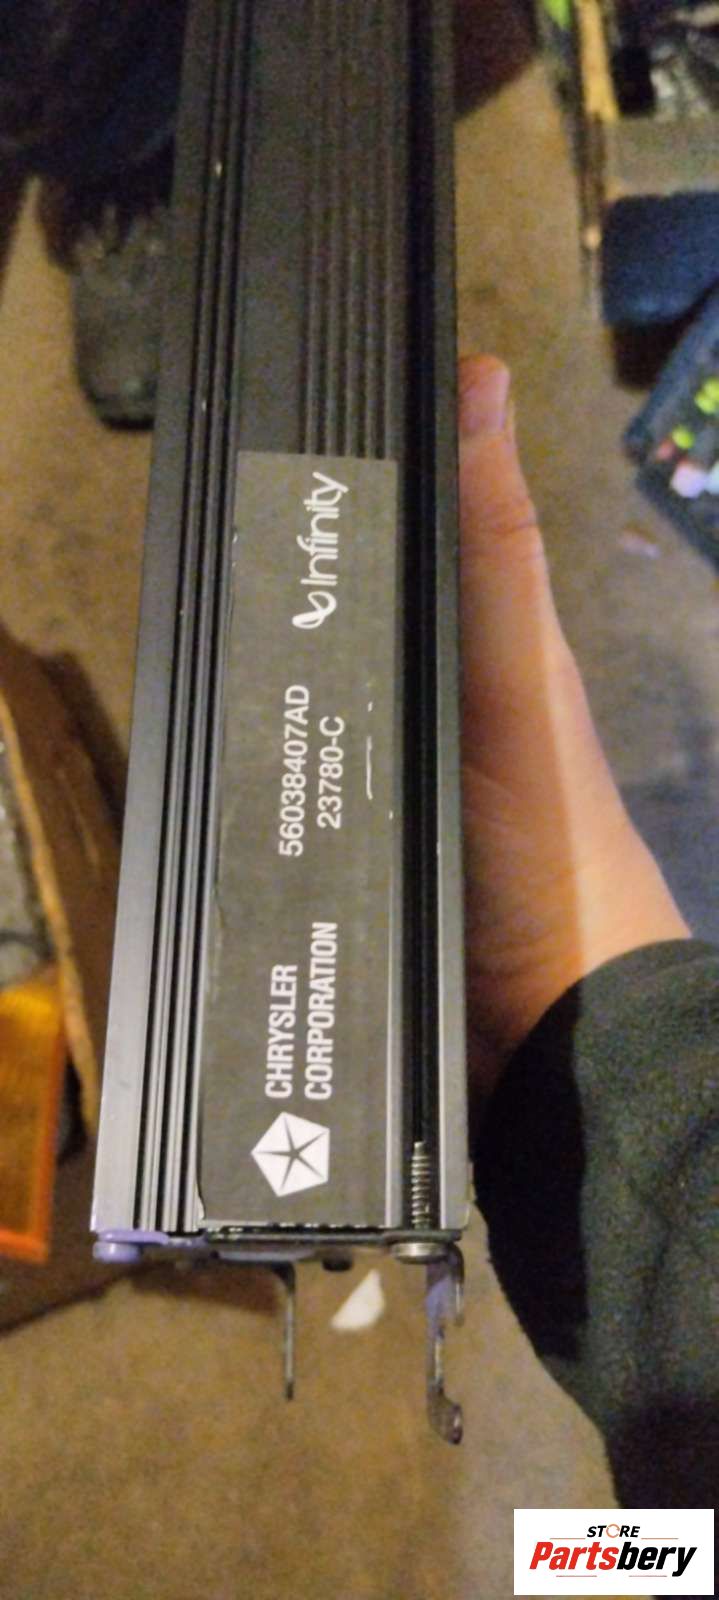 CHRYSLER
CORPORATION
56038407AD
23780-C
Infinity
STORE
Partsbery